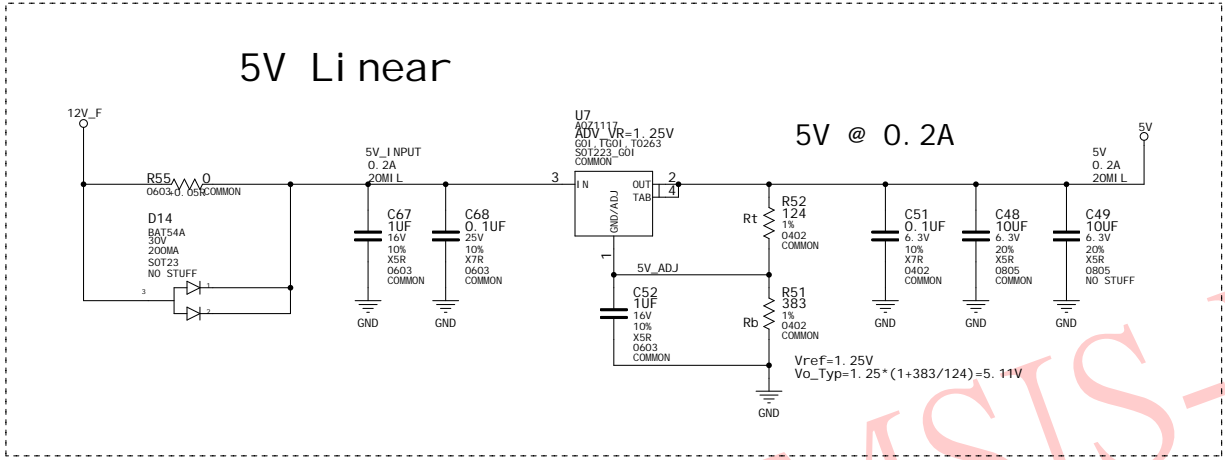 5V Linear
12V_F
R55 0
0603 +0.05R COMMON
D14
BAT54A
30V
200MA
SOT23
NO STUFF
3
1
2
5V_INPUT
0.2A
20MIL
C67
1UF
16V
10%
X5R
0603
COMMON
GND
C68
0.1UF
25V
10%
X7R
0603
COMMON
GND
U7
AOZ1117
ADV_VR=1.25V
GOI,TGOI,TO263
SOT223_GOI
COMMON
3
IN
OUT
2
TAB
4
GND/ADJ
1
5V_ADJ
C52
1UF
16V
10%
X5R
0603
COMMON
Rt
R52
124
1%
0402
COMMON
Rb
R51
383
1%
0402
COMMON
GND
5V @ 0.2A
C51
0.1UF
6.3V
10%
X7R
0402
COMMON
GND
C48
10UF
6.3V
20%
X5R
0805
COMMON
GND
C49
10UF
6.3V
20%
X5R
0805
NO STUFF
GND
5V
0.2A
20MIL
5V
Vref=1.25V
Vo_Typ=1.25*(1+383/124)=5.11V